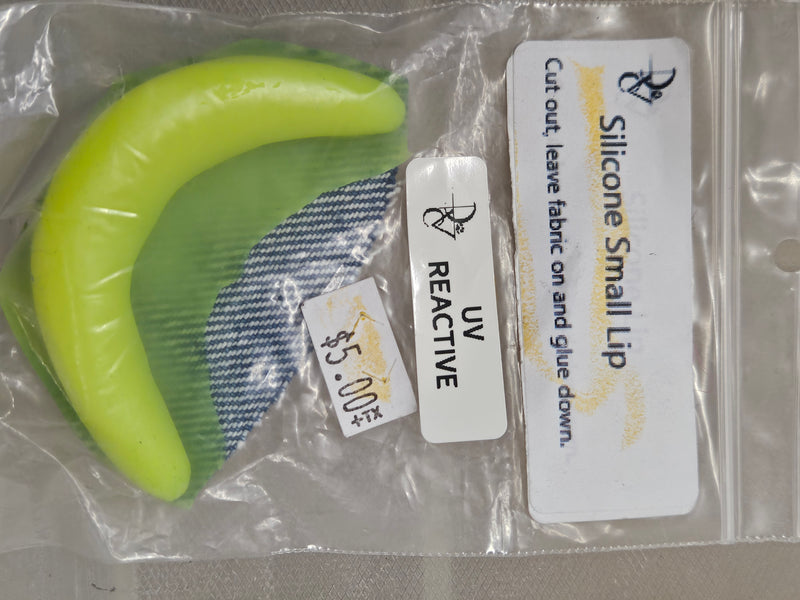 Silicone Small Lip
Cut out, leave fabric on and glue down.
UV
REACTIVE
$5.00
+tx